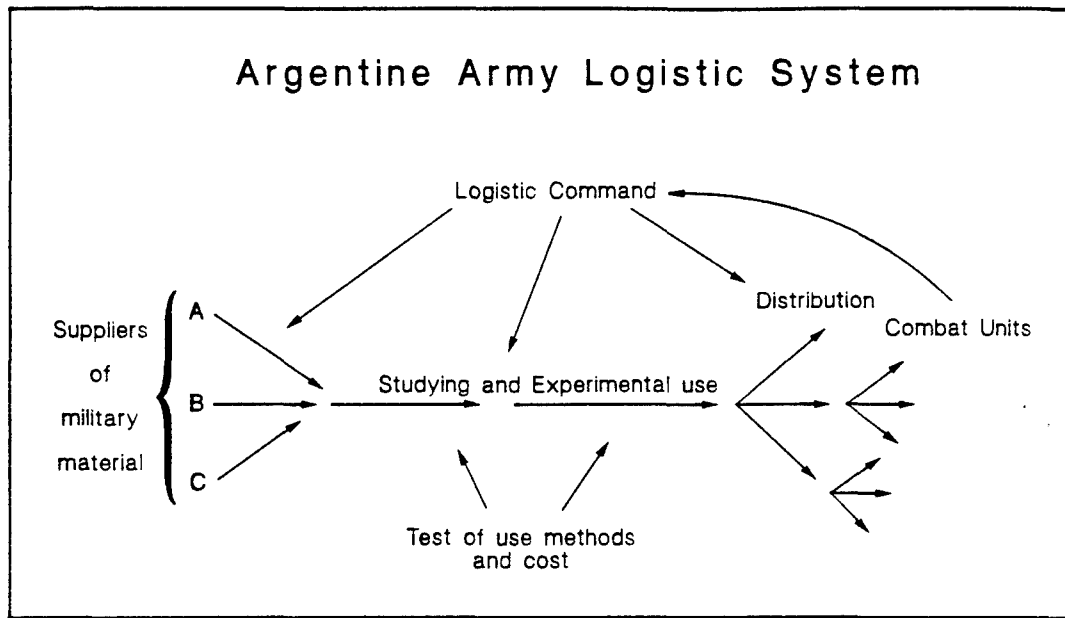 Argentine Army Logistic System
Logistic Command
Distribution
Combat Units
Suppliers
of
military
material
A
B
C
Studying and Experimental use
Test of use methods
and cost